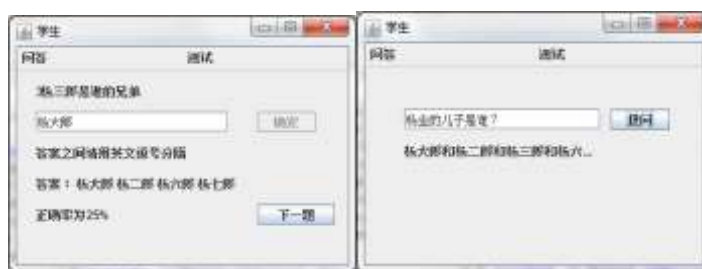 学生
问答 测试
杨三郎是谁的兄弟
杨大郎 确定
答案之间请用英文逗号分隔
答案： 杨大郎 杨二郎 杨六郎 杨七郎
正确率为25%
下一题
学生
问答 测试
杨业的儿子是谁？ 提问
杨大郎和杨二郎和杨三郎和杨六...